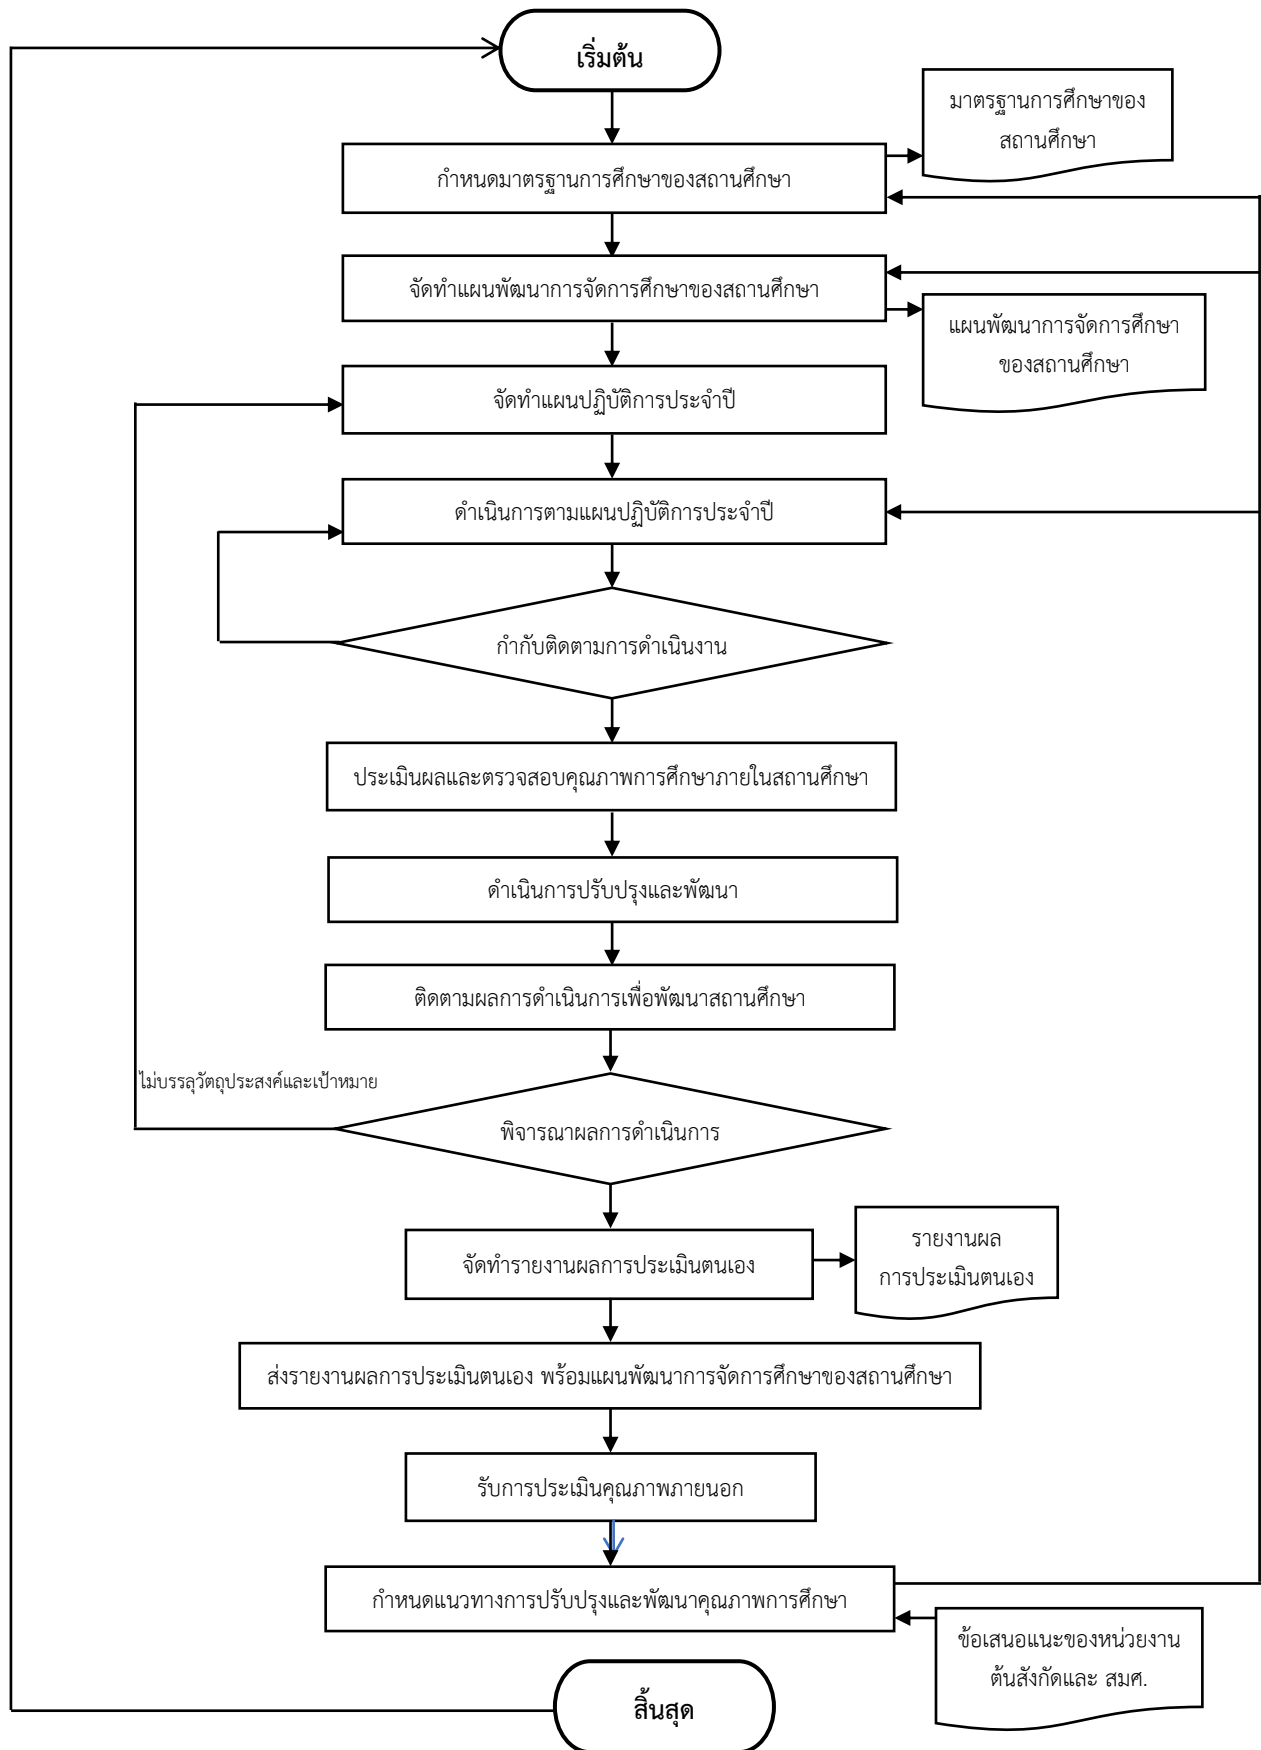 เริ่มต้น
มาตรฐานการศึกษาของ
สถานศึกษา
กำหนดมาตรฐานการศึกษาของสถานศึกษา
จัดทำแผนพัฒนาการจัดการศึกษาของสถานศึกษา
แผนพัฒนาการจัดการศึกษา
ของสถานศึกษา
จัดทำแผนปฏิบัติการประจำปี
ดำเนินการตามแผนปฏิบัติการประจำปี
กำกับติดตามการดำเนินงาน
ประเมินผลและตรวจสอบคุณภาพการศึกษาภายในสถานศึกษา
ดำเนินการปรับปรุงและพัฒนา
ติดตามผลการดำเนินการเพื่อพัฒนาสถานศึกษา
ไม่บรรลุวัตถุประสงค์และเป้าหมาย
พิจารณาผลการดำเนินการ
รายงานผล
การประเมินตนเอง
จัดทำรายงานผลการประเมินตนเอง
ส่งรายงานผลการประเมินตนเอง พร้อมแผนพัฒนาการจัดการศึกษาของสถานศึกษา
รับการประเมินคุณภาพภายนอก
กำหนดแนวทางการปรับปรุงและพัฒนาคุณภาพการศึกษา
ข้อเสนอแนะของหน่วยงาน
ต้นสังกัดและ สมศ.
สิ้นสุด